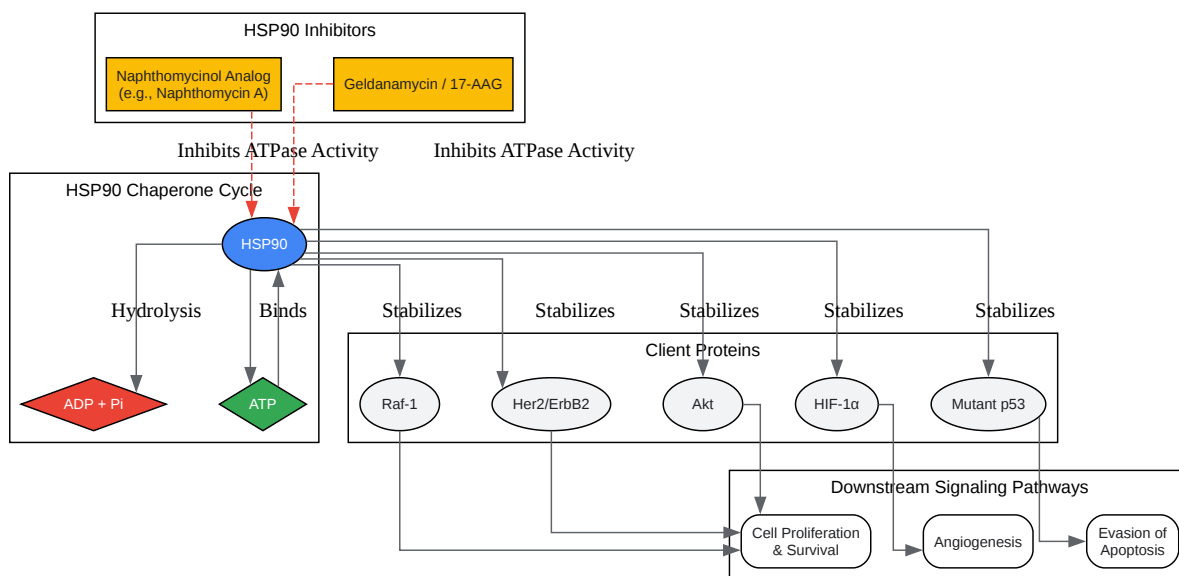 HSP90 Inhibitors
Naphthomycinol Analog
(e.g., Naphthomycin A)
Geldanamycin / 17-AAG
Inhibits ATPase Activity
Inhibits ATPase Activity
HSP90 Chaperone Cycle
HSP90
Hydrolysis
Binds
Stabilizes
Stabilizes
Stabilizes
Stabilizes
Stabilizes
Client Proteins
ADP + Pi
ATP
Raf-1
Her2/ErbB2
Akt
HIF-1α
Mutant p53
Downstream Signaling Pathways
Cell Proliferation
& Survival
Angiogenesis
Evasion of
Apoptosis